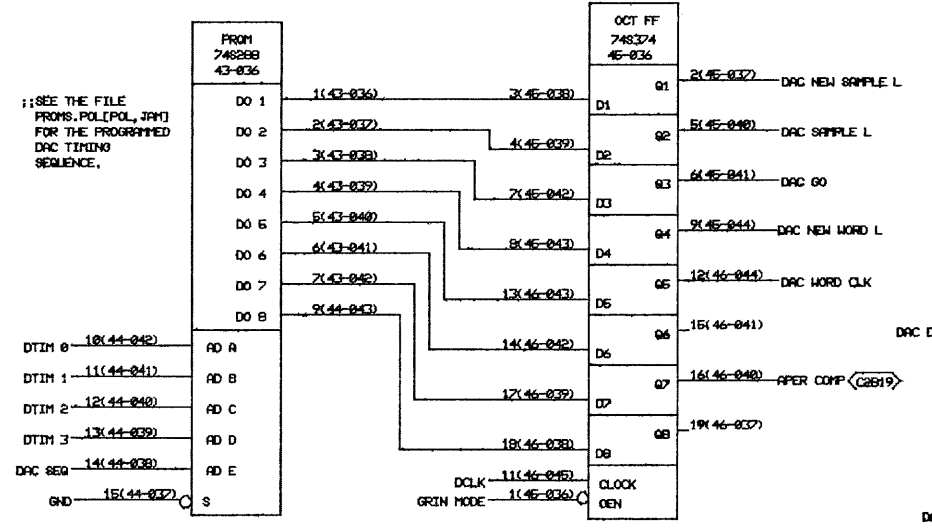 PROM
74S288
43-036
OCT FF
74S374
45-036
;;SEE THE FILE
PROMS.POL[POL,JAM]
FOR THE PROGRAMMED
DAC TIMING
SEQUENCE.
DO 1 1(43-036) 3(45-038) D1 Q1 2(45-037) DAC NEW SAMPLE L
DO 2 2(43-037) 4(45-039) D2 Q2 5(45-040) DAC SAMPLE L
DO 3 3(43-038) 7(45-042) D3 Q3 6(45-041) DAC GO
DO 4 4(43-039) 8(45-043) D4 Q4 9(45-044) DAC NEW WORD L
DO 5 5(43-040) 13(46-043) D5 Q5 12(46-044) DAC WORD CLK
DO 6 6(43-041) 14(46-042) D6 Q6 15(46-041)
DO 7 7(43-042) 17(46-039) D7 Q7 16(46-040) APER COMP C2B19
DO 8 9(44-043) 18(46-038) D8 Q8 19(46-037)
DAC D
DTIM 0 10(44-042) AD A
DTIM 1 11(44-041) AD B
DTIM 2 12(44-040) AD C
DTIM 3 13(44-039) AD D
DAC SEQ 14(44-038) AD E
GND 15(44-037) S
DCLK 11(46-045) CLOCK
GRIN MODE 1(45-036) OEN